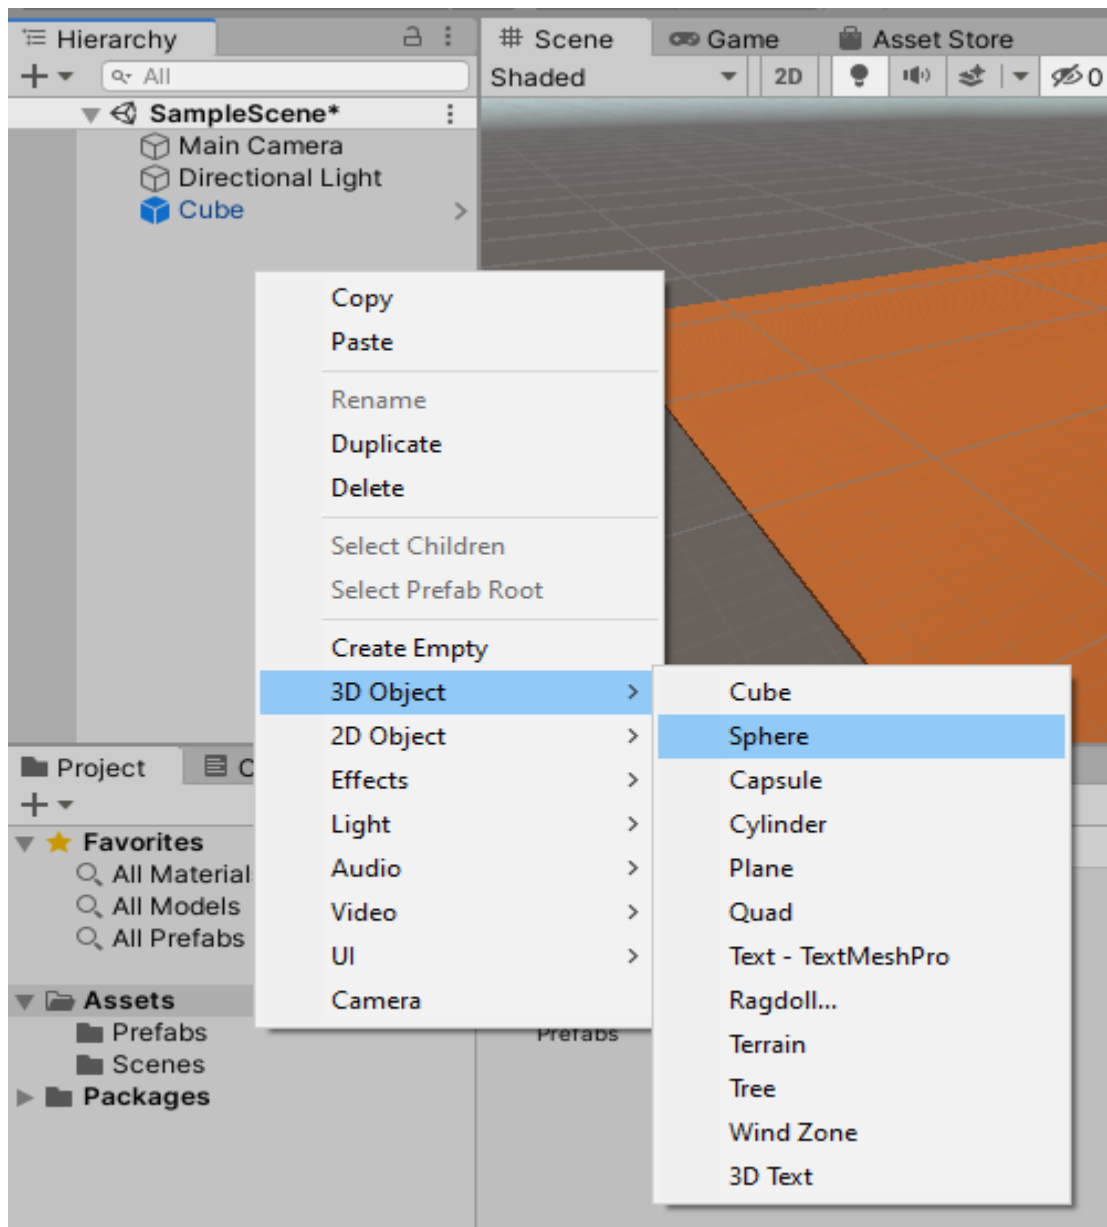 Hierarchy
All
SampleScene*
Main Camera
Directional Light
Cube
Scene
Game
Asset Store
Shaded
2D
0
Copy
Paste
Rename
Duplicate
Delete
Select Children
Select Prefab Root
Create Empty
3D Object
2D Object
Effects
Light
Audio
Video
UI
Camera
Cube
Sphere
Capsule
Cylinder
Plane
Quad
Text - TextMeshPro
Ragdoll...
Terrain
Tree
Wind Zone
3D Text
Project
C
Favorites
All Material
All Models
All Prefabs
Assets
Prefabs
Scenes
Packages
Prefabs